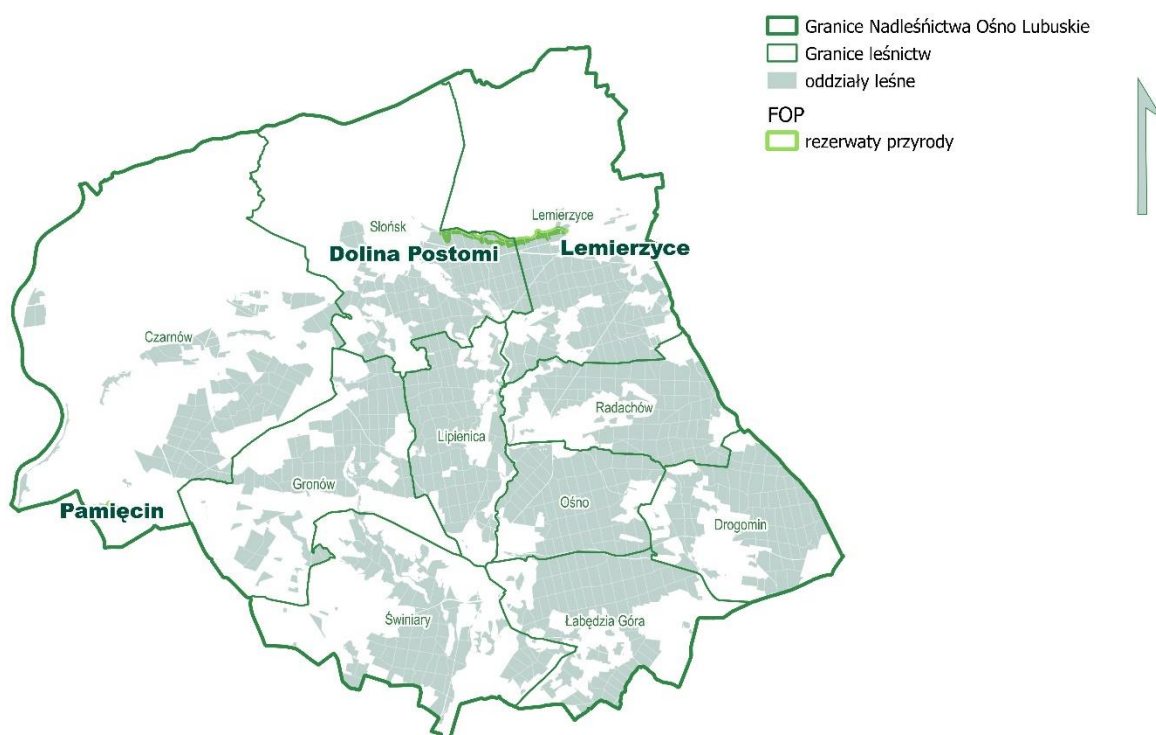 Granice Nadleśńictwa Ośno Lubuskie
Granice leśnictw
oddziały leśne
FOP
rezerwaty przyrody
Słońsk
Lemierzyce
Dolina Postomi
Lemierzyce
Czarnów
Radachów
Lipienica
Gronów
Ośno
Pamięcin
Drogomin
Świniary
Łabędzia Góra